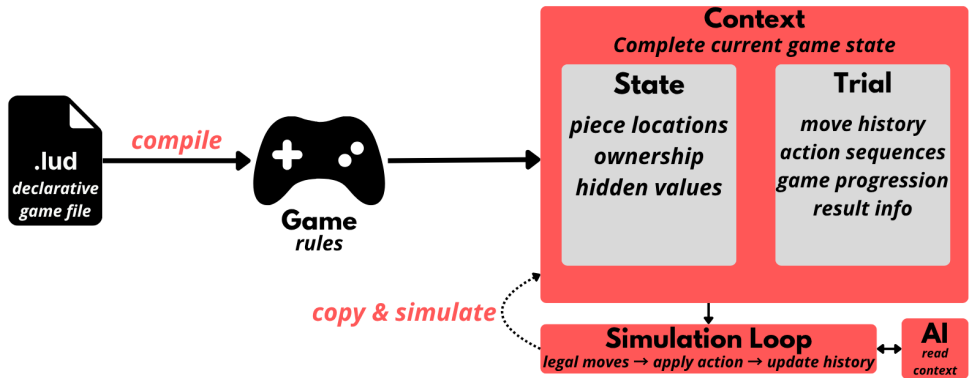 .lud
declarative
game file
compile
Game
rules
Context
Complete current game state
State
piece locations
ownership
hidden values
Trial
move history
action sequences
game progression
result info
copy & simulate
Simulation Loop
legal moves → apply action → update history
AI
read
context